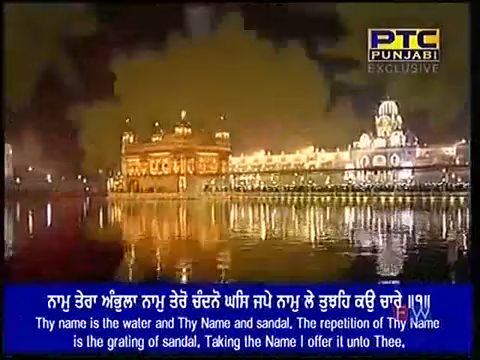 PTC
PUNJABI
EXCLUSIVE
ਨਾਮੁ ਤੇਰਾ ਅੰਭੁਲਾ ਨਾਮੁ ਤੇਰੋ ਚੰਦਨੋ ਘਸਿ ਜਪੇ ਨਾਮੁ ਲੇ ਤੁਝਹਿ ਕਉ ਚਾਰੇ ॥੧॥
Thy name is the water and Thy Name and sandal. The repetition of Thy Name
is the grating of sandal, Taking the Name I offer it unto Thee.